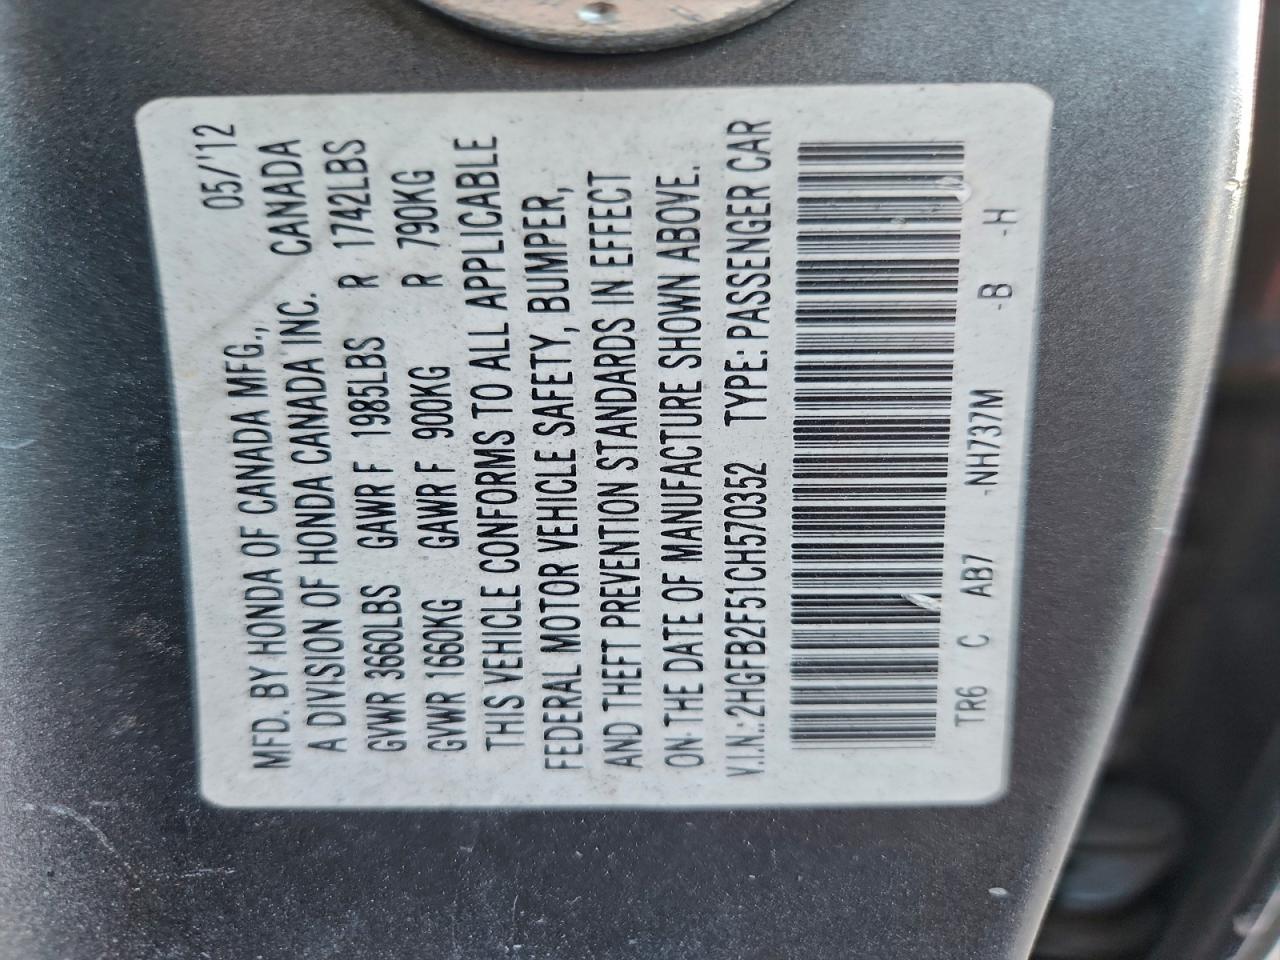 MFD. BY HONDA OF CANADA MFG., 05/'12
A DIVISION OF HONDA CANADA INC. CANADA
GVWR 3660LBS GAWR F 1985LBS R 1742LBS
GVWR 1660KG GAWR F 900KG R 790KG
THIS VEHICLE CONFORMS TO ALL APPLICABLE
FEDERAL MOTOR VEHICLE SAFETY, BUMPER,
AND THEFT PREVENTION STANDARDS IN EFFECT
ON THE DATE OF MANUFACTURE SHOWN ABOVE.
V.I.N.: 2HGFB2F51CH570352 TYPE: PASSENGER CAR
TR6 C AB7 -NH737M -B -H